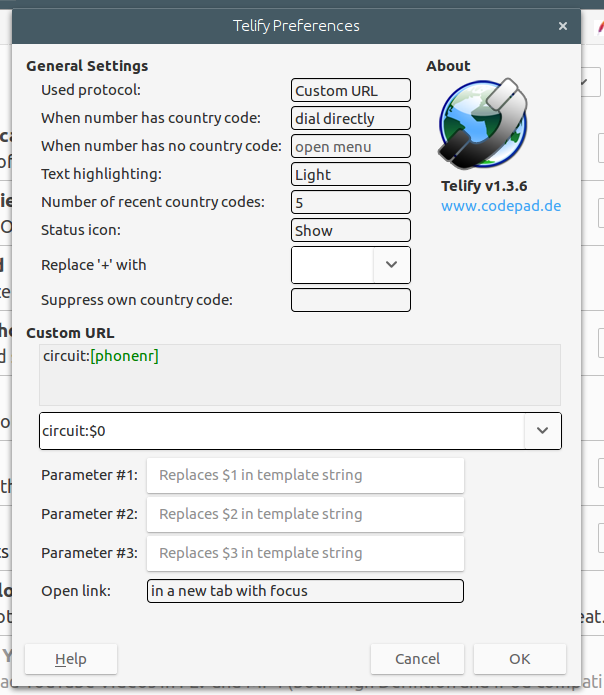 Telify Preferences
General Settings
About
Used protocol: Custom URL
When number has country code: dial directly
When number has no country code: open menu
Text highlighting: Light
Telify v1.3.6
Number of recent country codes: 5
www.codepad.de
Status icon: Show
Replace '+' with
Suppress own country code:
Custom URL
circuit:[phonenr]
circuit:$0
Parameter #1: Replaces $1 in template string
Parameter #2: Replaces $2 in template string
Parameter #3: Replaces $3 in template string
Open link: in a new tab with focus
Help Cancel OK